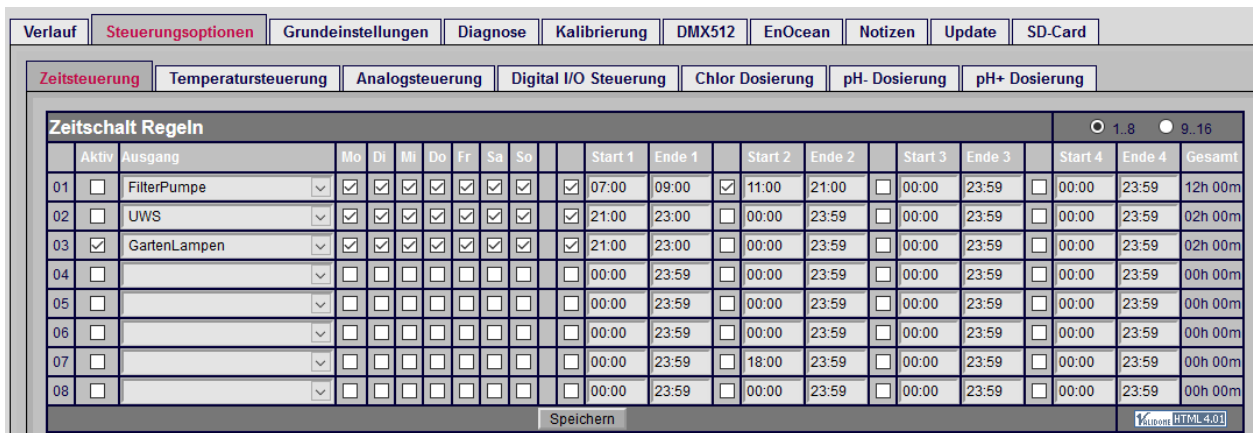 Verlauf Steuerungsoptionen Grundeinstellungen Diagnose Kalibrierung DMX512 EnOcean Notizen Update SD-Card
Zeitsteuerung Temperatursteuerung Analogsteuerung Digital I/O Steuerung Chlor Dosierung pH- Dosierung pH+ Dosierung
Zeitschalt Regeln 1..8 9..16
Aktiv Ausgang Mo Di Mi Do Fr Sa So Start 1 Ende 1 Start 2 Ende 2 Start 3 Ende 3 Start 4 Ende 4 Gesamt
01 FilterPumpe 07:00 09:00 11:00 21:00 00:00 23:59 00:00 23:59 12h 00m
02 UWS 21:00 23:00 00:00 23:59 00:00 23:59 00:00 23:59 02h 00m
03 GartenLampen 21:00 23:00 00:00 23:59 00:00 23:59 00:00 23:59 02h 00m
04 00:00 23:59 00:00 23:59 00:00 23:59 00:00 23:59 00h 00m
05 00:00 23:59 00:00 23:59 00:00 23:59 00:00 23:59 00h 00m
06 00:00 23:59 00:00 23:59 00:00 23:59 00:00 23:59 00h 00m
07 00:00 23:59 18:00 23:59 00:00 23:59 00:00 23:59 00h 00m
08 00:00 23:59 00:00 23:59 00:00 23:59 00:00 23:59 00h 00m
Speichern VALIDOME HTML 4.01